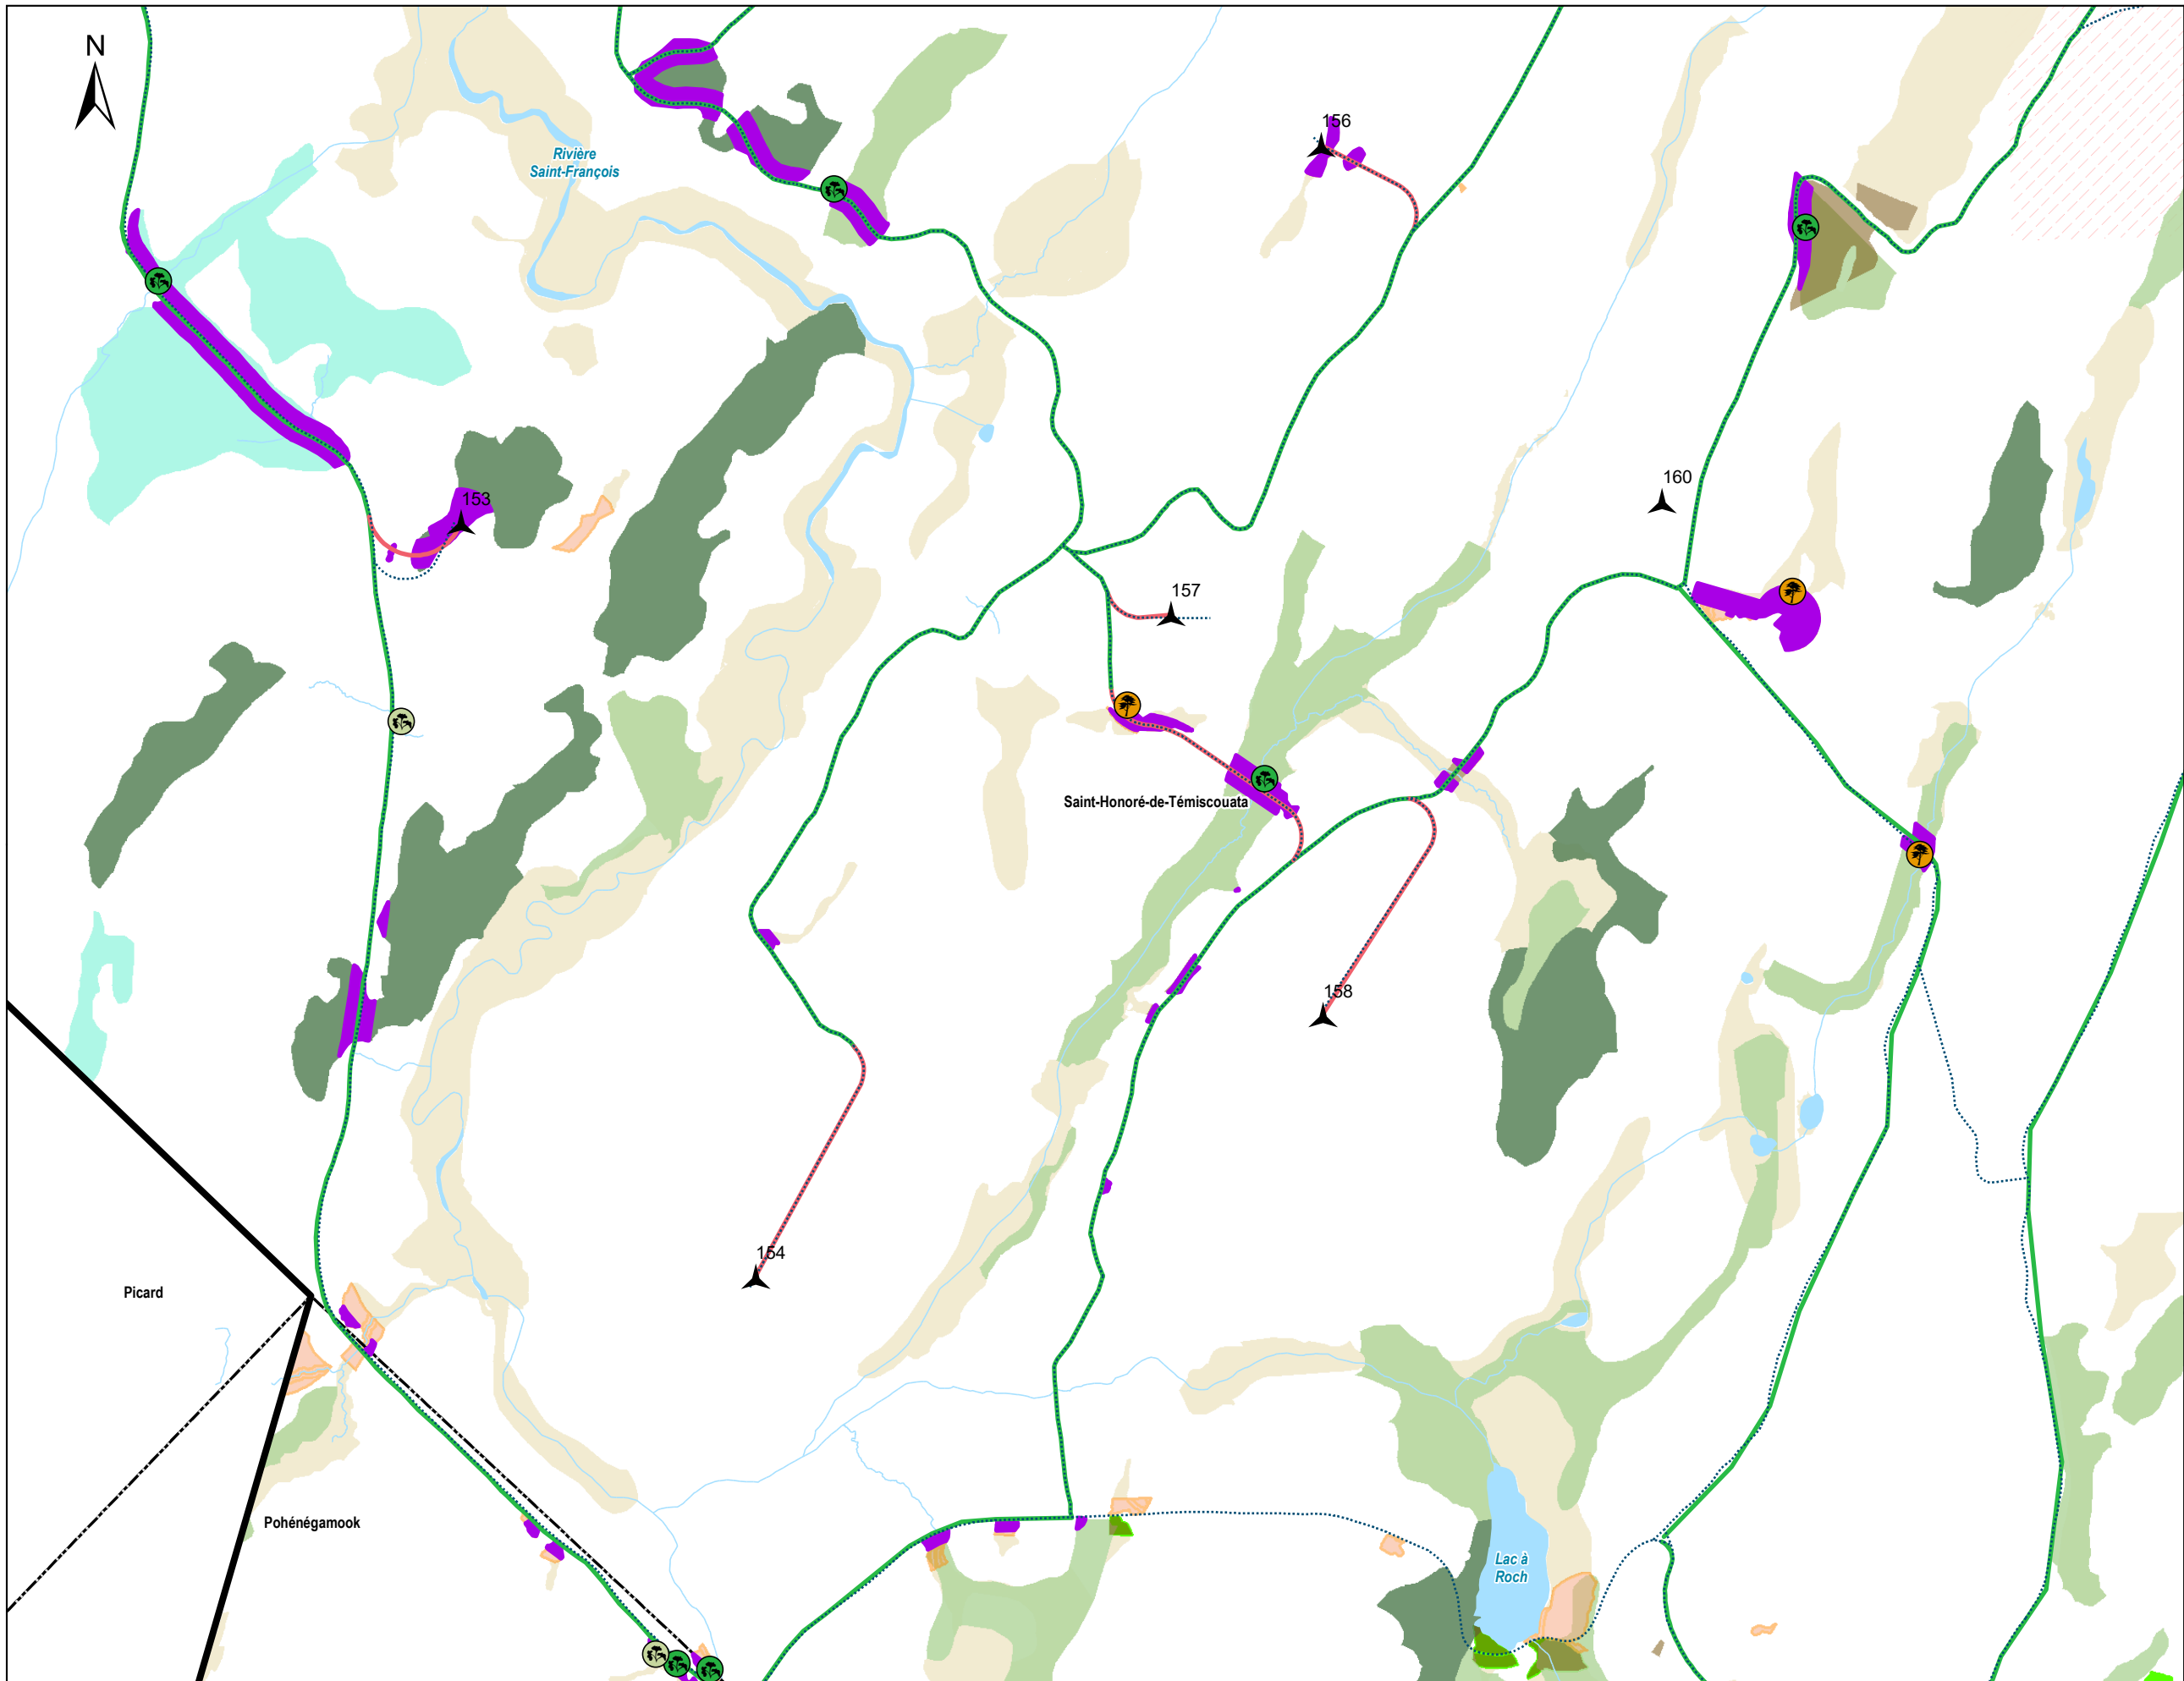 N
156
Rivière
Saint-François
153
160
157
Saint-Honoré-de-Témiscouata
158
154
Picard
Pohénégamook
Lac à
Roch